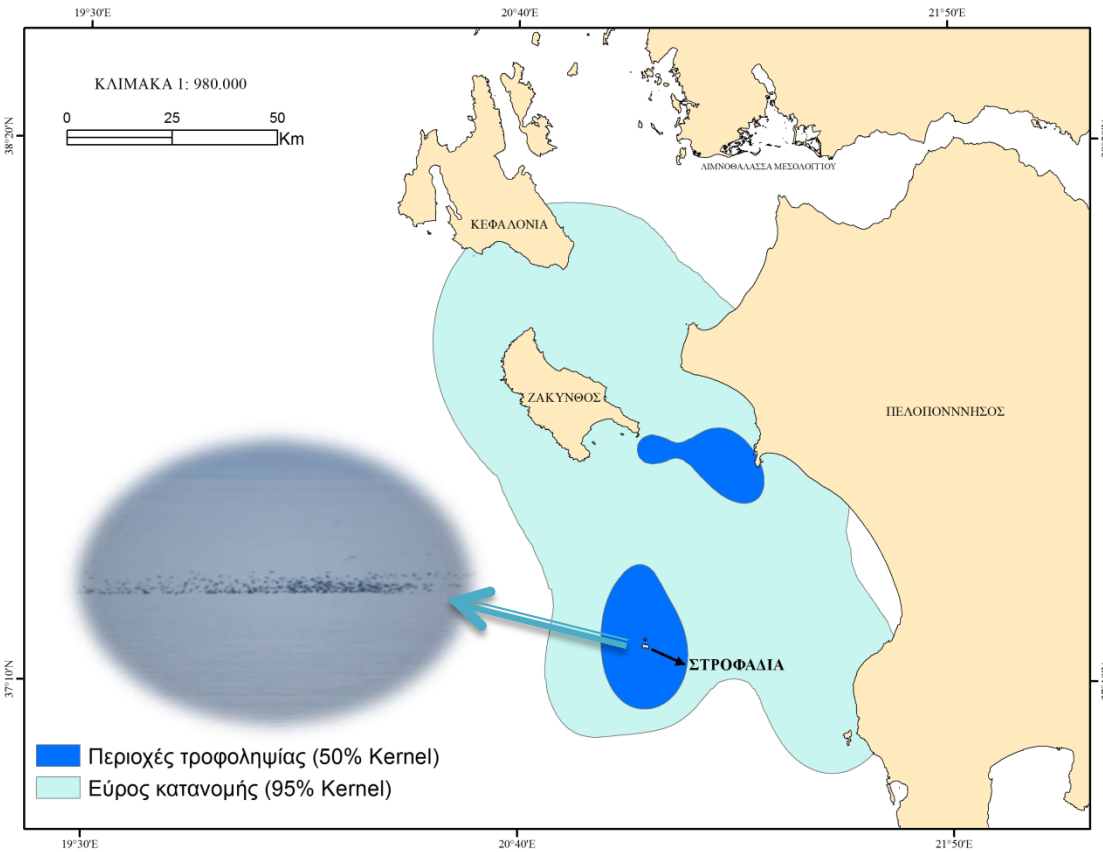 19°30'E 20°40'E 21°50'E
ΚΛΙΜΑΚΑ 1: 980.000
0 25 50
Km
38°20'N
ΛΙΜΝΟΘΑΛΑΣΣΑ ΜΕΣΟΛΟΓΓΙΟΥ
ΚΕΦΑΛΟΝΙΑ
ΖΑΚΥΝΘΟΣ
ΠΕΛΟΠΟΝΝΝΗΣΟΣ
37°10'N
ΣΤΡΟΦΑΔΙΑ
Περιοχές τροφοληψίας (50% Kernel)
Εύρος κατανομής (95% Kernel)
19°30'E 20°40'E 21°50'E